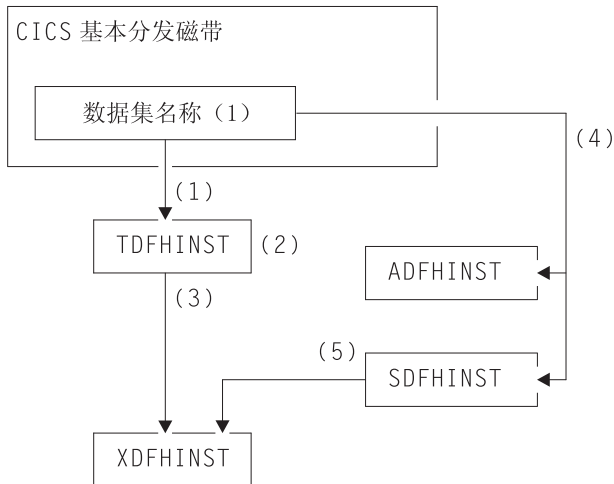 CICS 基本分发磁带
数据集名称（1）
(4)
(1)
TDFHINST
(2)
ADFHINST
(3)
(5)
SDFHINST
XDFHINST